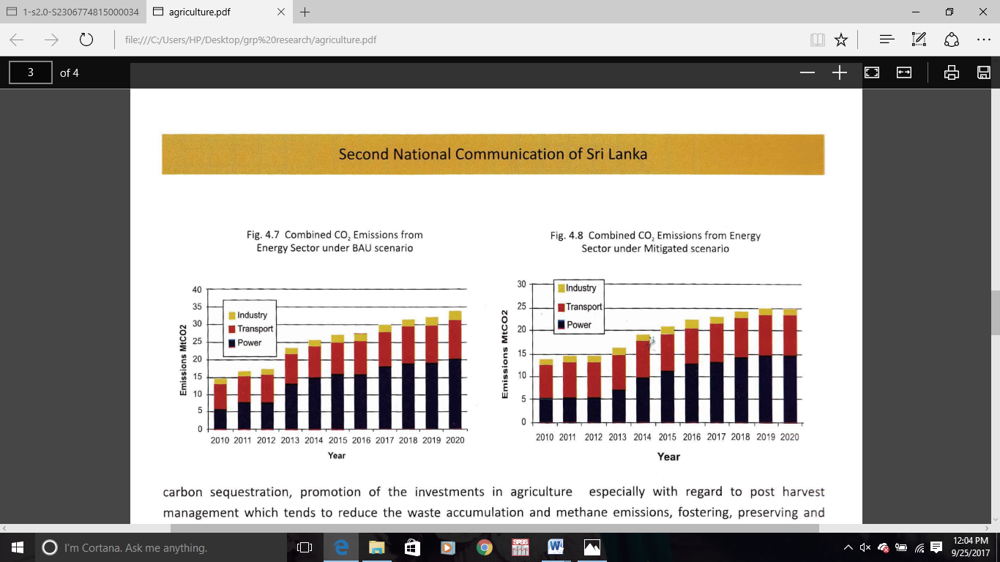 1-s2.0-S2306774815000034
agriculture.pdf
file:///C:/Users/HP/Desktop/grp%20research/agriculture.pdf
3 of 4
Second National Communication of Sri Lanka
Fig. 4.7 Combined CO₂ Emissions from
Energy Sector under BAU scenario
40
35
30
25
20
15
10
5
0
Emissions MtCO2
Industry
Transport
Power
2010 2011 2012 2013 2014 2015 2016 2017 2018 2019 2020
Year
Fig. 4.8 Combined CO₂ Emissions from Energy
Sector under Mitigated scenario
30
25
20
15
10
5
0
Emissions MtCO2
Industry
Transport
Power
2010 2011 2012 2013 2014 2015 2016 2017 2018 2019 2020
Year
carbon sequestration, promotion of the investments in agriculture especially with regard to post harvest
management which tends to reduce the waste accumulation and methane emissions, fostering, preserving and
I'm Cortana. Ask me anything.
SPSS
12:04 PM
9/25/2017